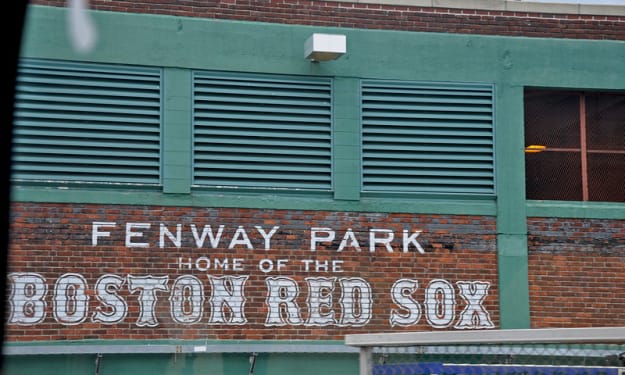 FENWAY PARK
HOME OF THE
BOSTON RED SOX